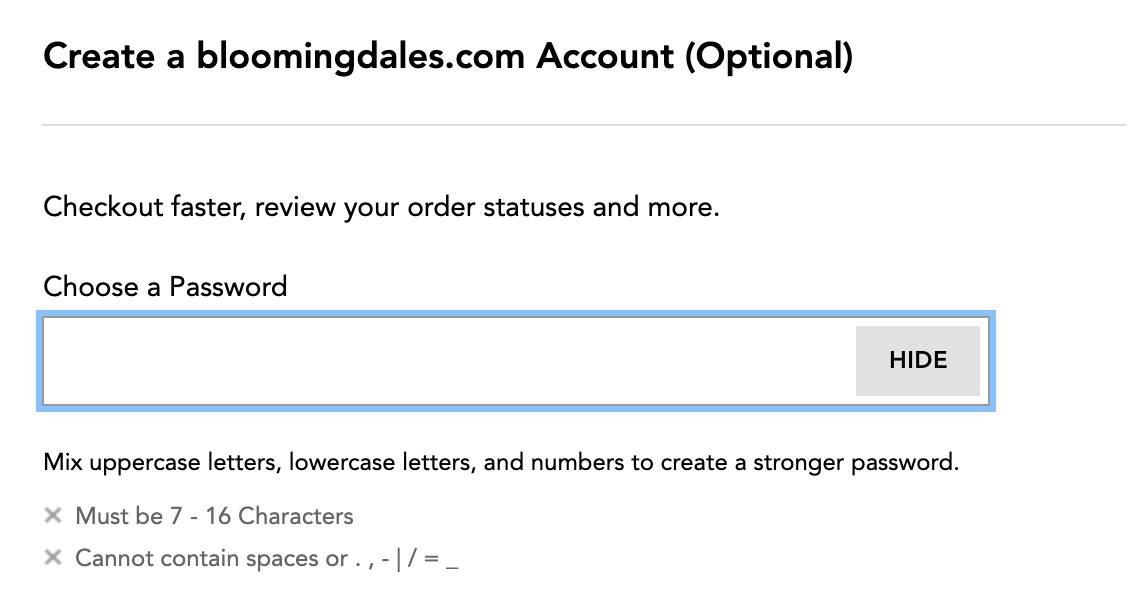 Create a bloomingdales.com Account (Optional)
Checkout faster, review your order statuses and more.
Choose a Password
HIDE
Mix uppercase letters, lowercase letters, and numbers to create a stronger password.
× Must be 7 - 16 Characters
× Cannot contain spaces or . , - | / = _